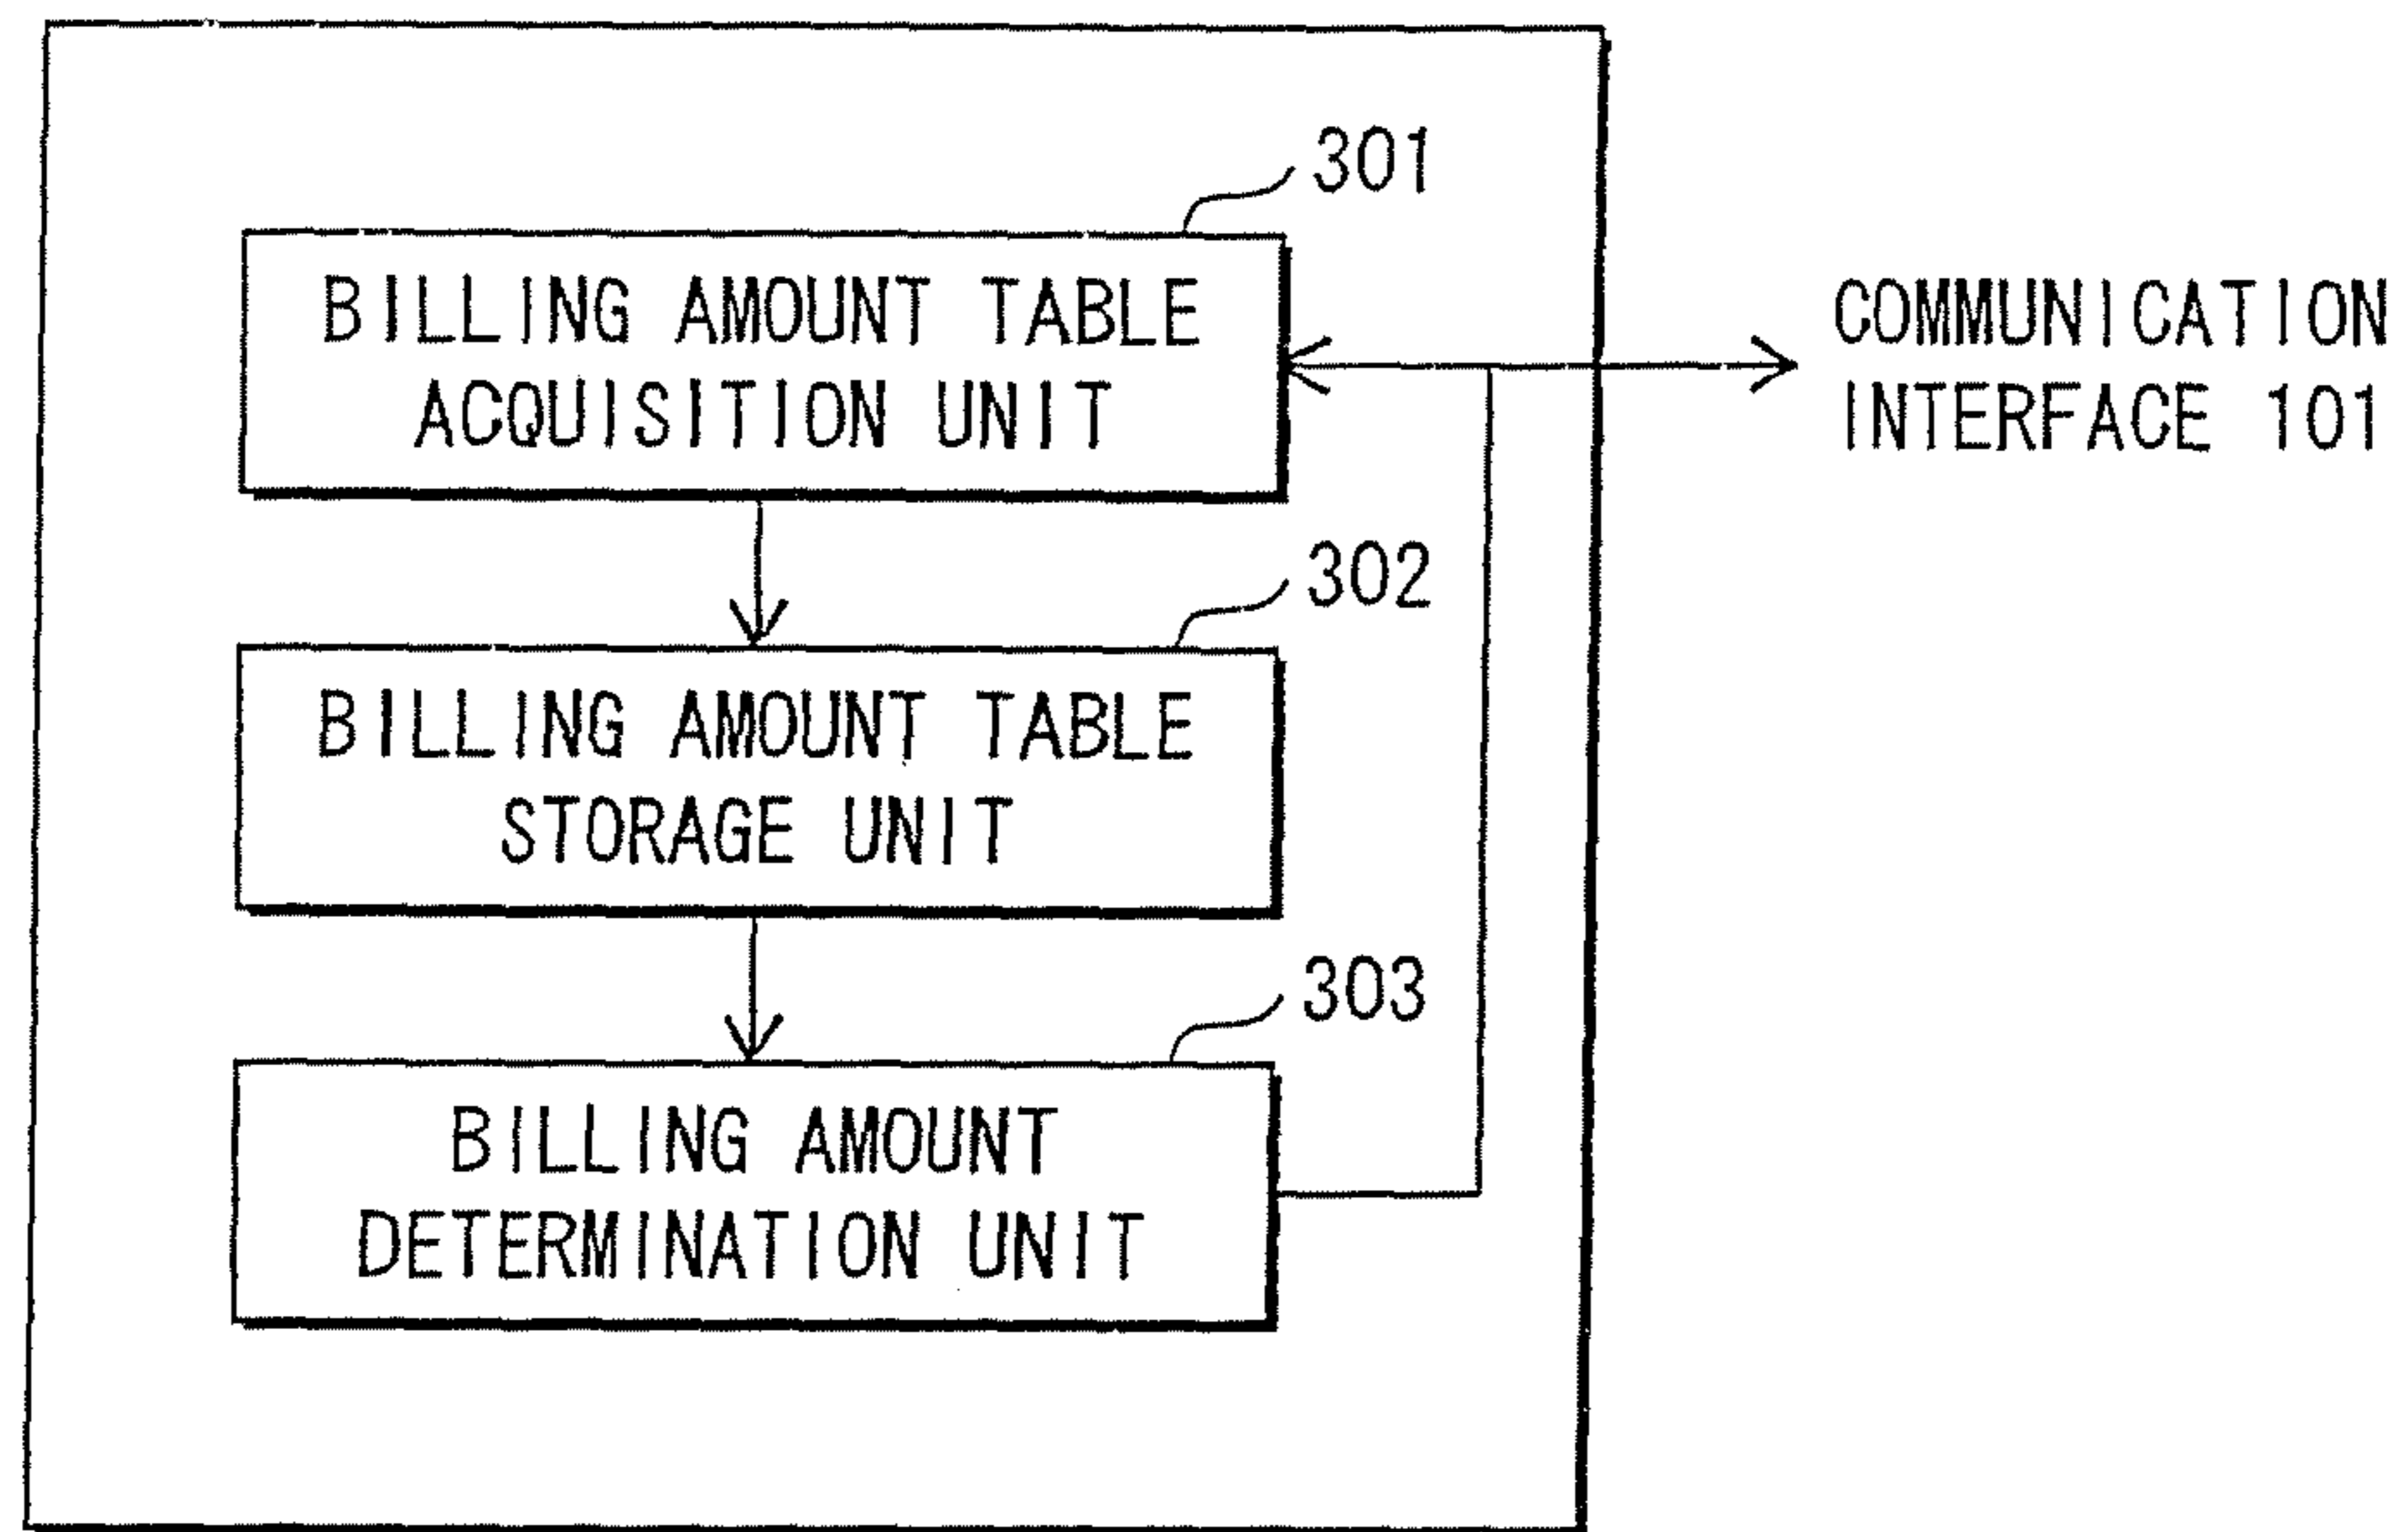 301
BILLING AMOUNT TABLE
ACQUISITION UNIT
COMMUNICATION
INTERFACE 101
302
BILLING AMOUNT TABLE
STORAGE UNIT
303
BILLING AMOUNT
DETERMINATION UNIT